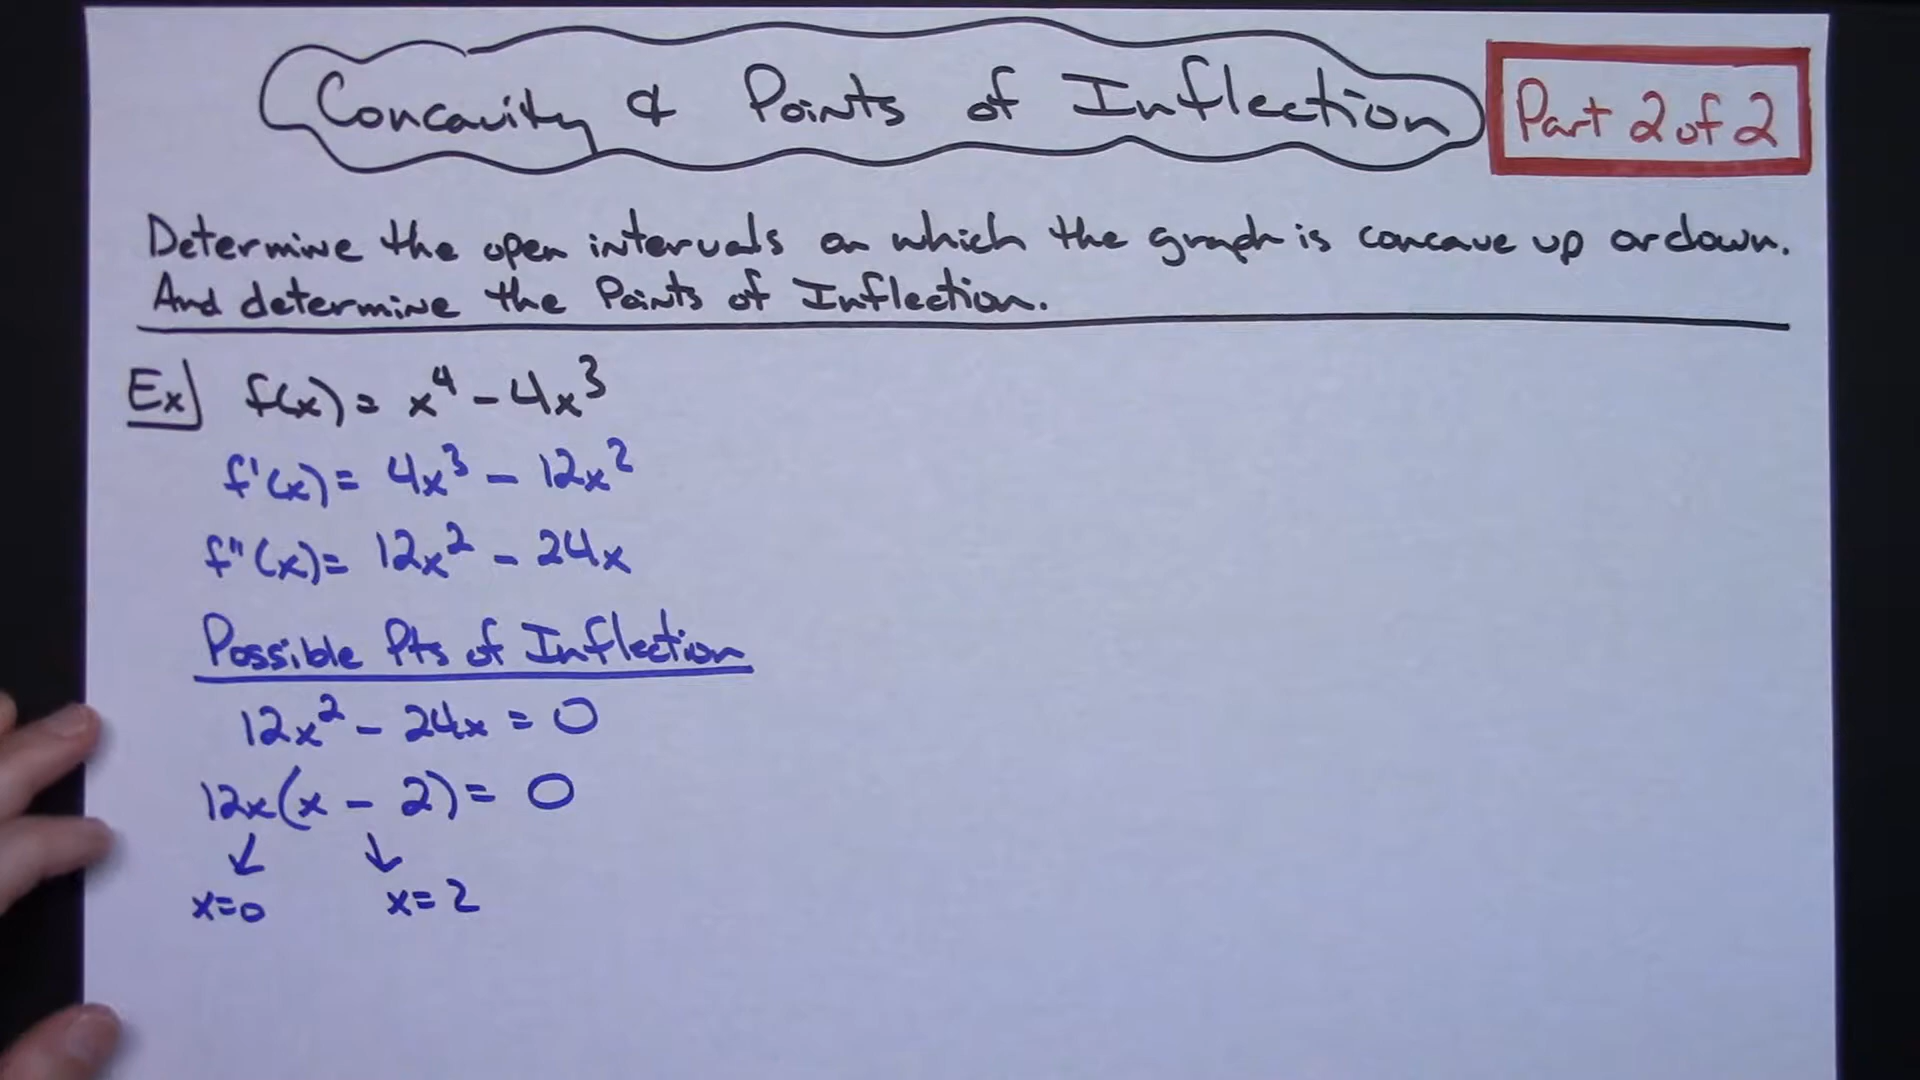 Concavity & Points of Inflection
Part 2 of 2
Determine the open intervals on which the graph is concave up or down.
And determine the Points of Inflection.
Ex) f(x) = x⁴ - 4x³
f'(x) = 4x³ - 12x²
f"(x) = 12x² - 24x
Possible Pts of Inflection
12x² - 24x = 0
12x(x - 2) = 0
↓ ↓
x=0 x=2